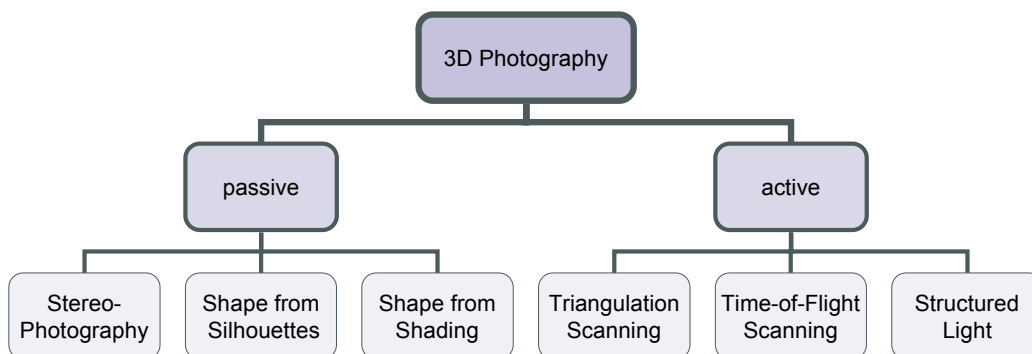 3D Photography
passive
active
Stereo-
Photography
Shape from
Silhouettes
Shape from
Shading
Triangulation
Scanning
Time-of-Flight
Scanning
Structured
Light